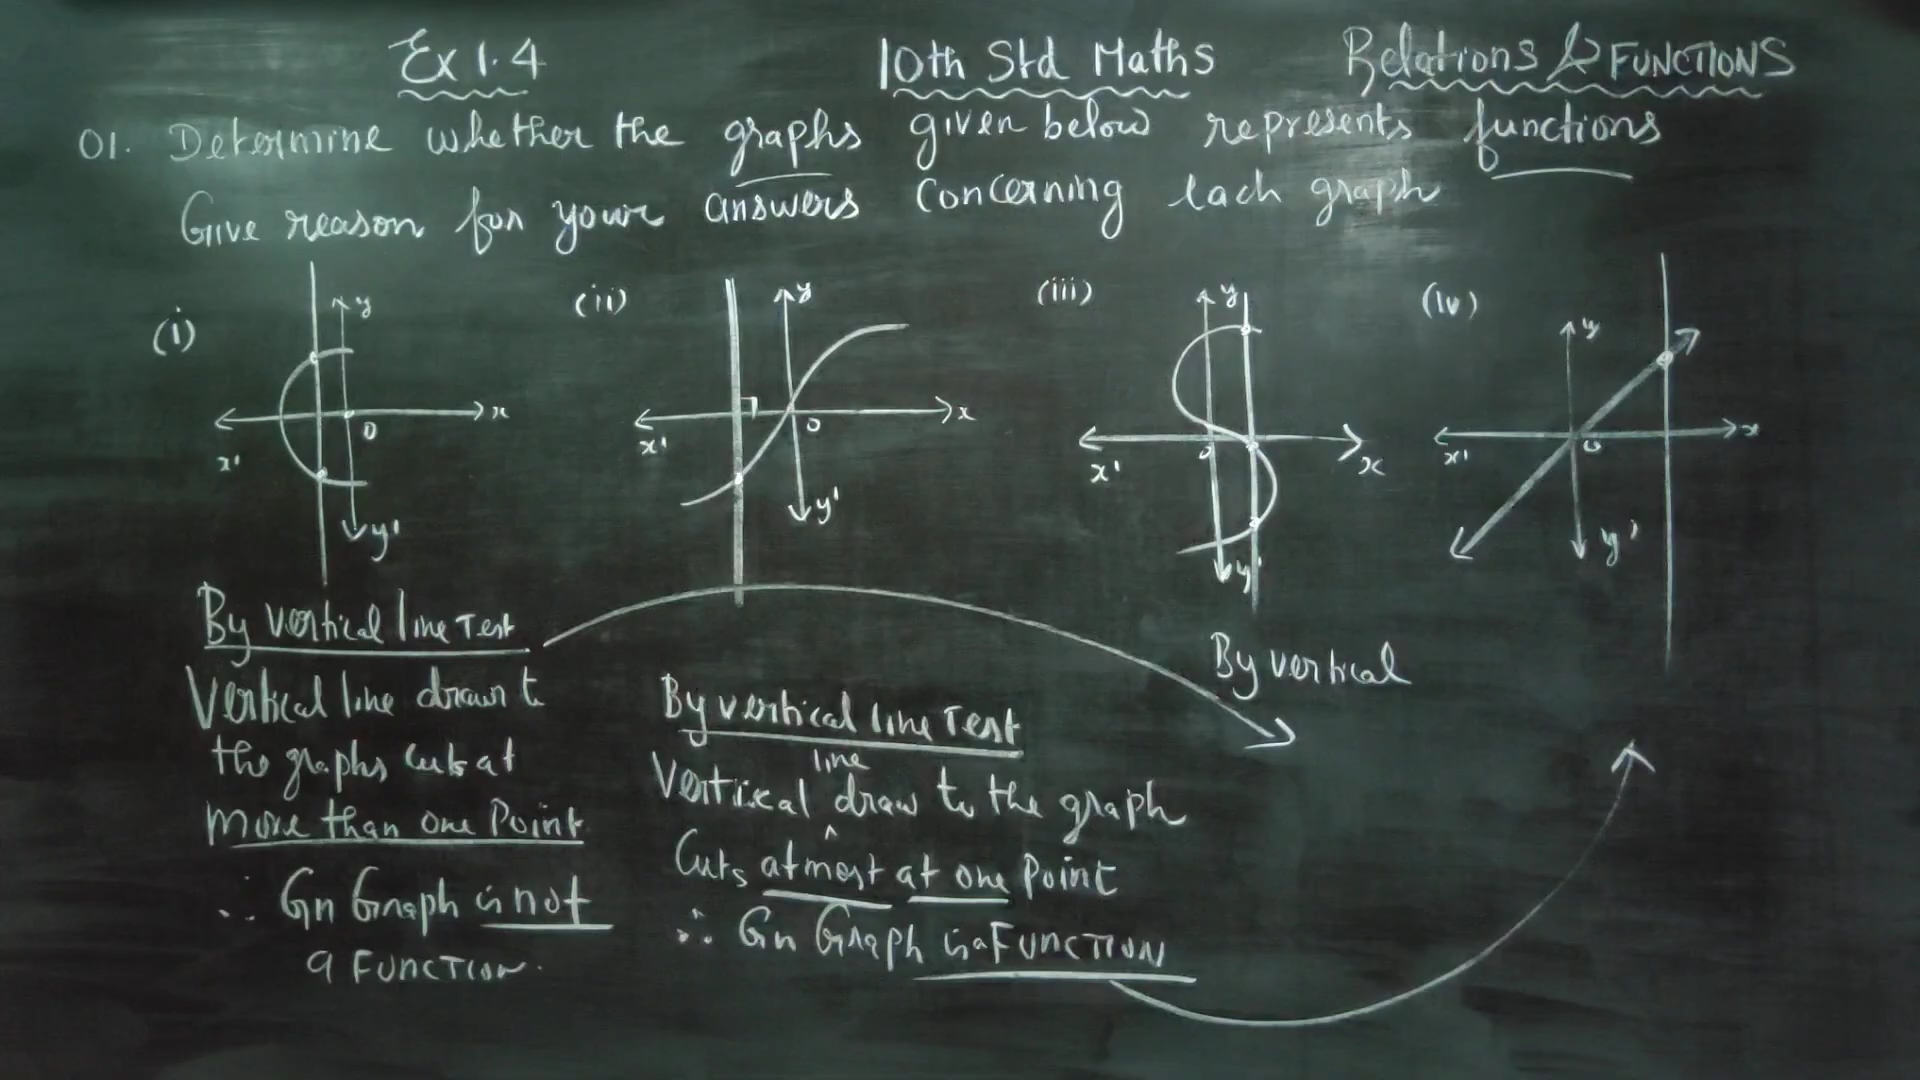 Ex 1.4 10th Std Maths Relations & FUNCTIONS
01. Determine whether the graphs given below represents functions
Give reason for your answers concerning each graph
(i) y x 0 x' y'
(ii) y x 0 x' y'
(iii) y x 0 x' y'
(iv) y x 0 x' y'
By vertical line Test
Vertical line drawn to
the graphs cuts at
more than one Point
∴ Gn Graph is not
a FUNCTION.
By vertical line Test
line
Vertical ^ draw to the graph
Cuts atmost at one Point
∴ Gn Graph is a FUNCTION
By vertical